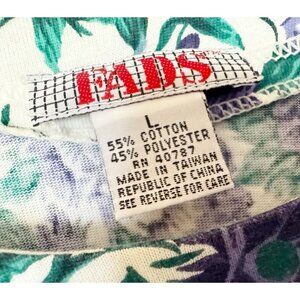 FADS
L
55% COTTON
45% POLYESTER
RN 40787
MADE IN TAIWAN
REPUBLIC OF CHINA
SEE REVERSE FOR CARE